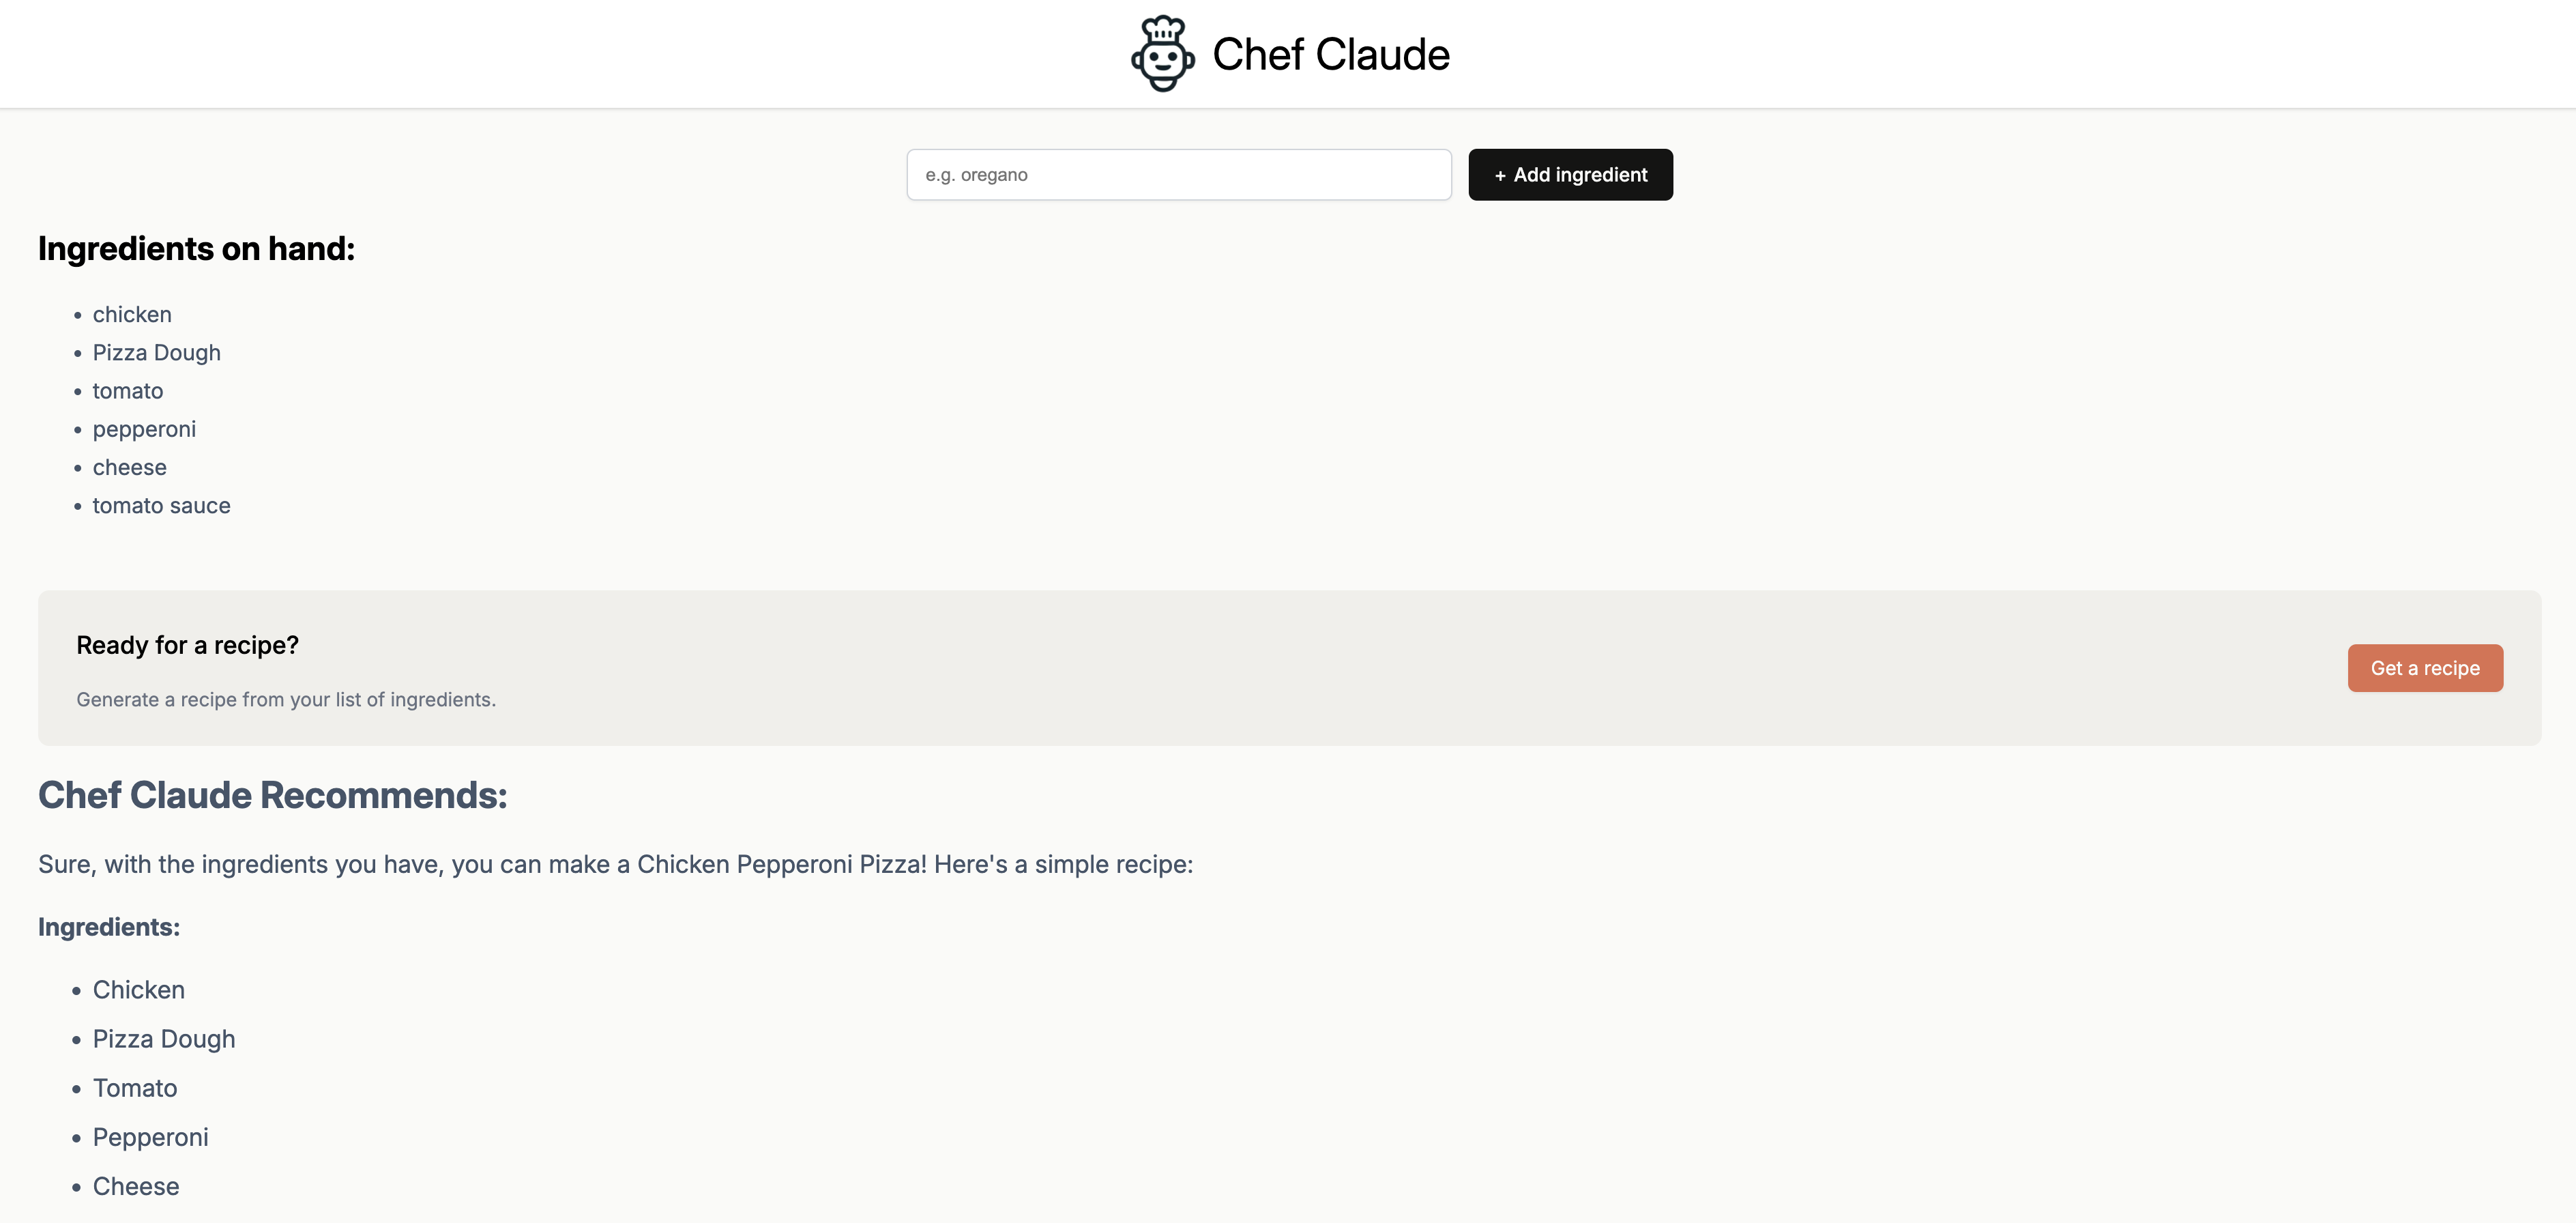 Chef Claude
e.g. oregano
+ Add ingredient
Ingredients on hand:
• chicken
• Pizza Dough
• tomato
• pepperoni
• cheese
• tomato sauce
Ready for a recipe?
Generate a recipe from your list of ingredients.
Get a recipe
Chef Claude Recommends:
Sure, with the ingredients you have, you can make a Chicken Pepperoni Pizza! Here's a simple recipe:
Ingredients:
• Chicken
• Pizza Dough
• Tomato
• Pepperoni
• Cheese